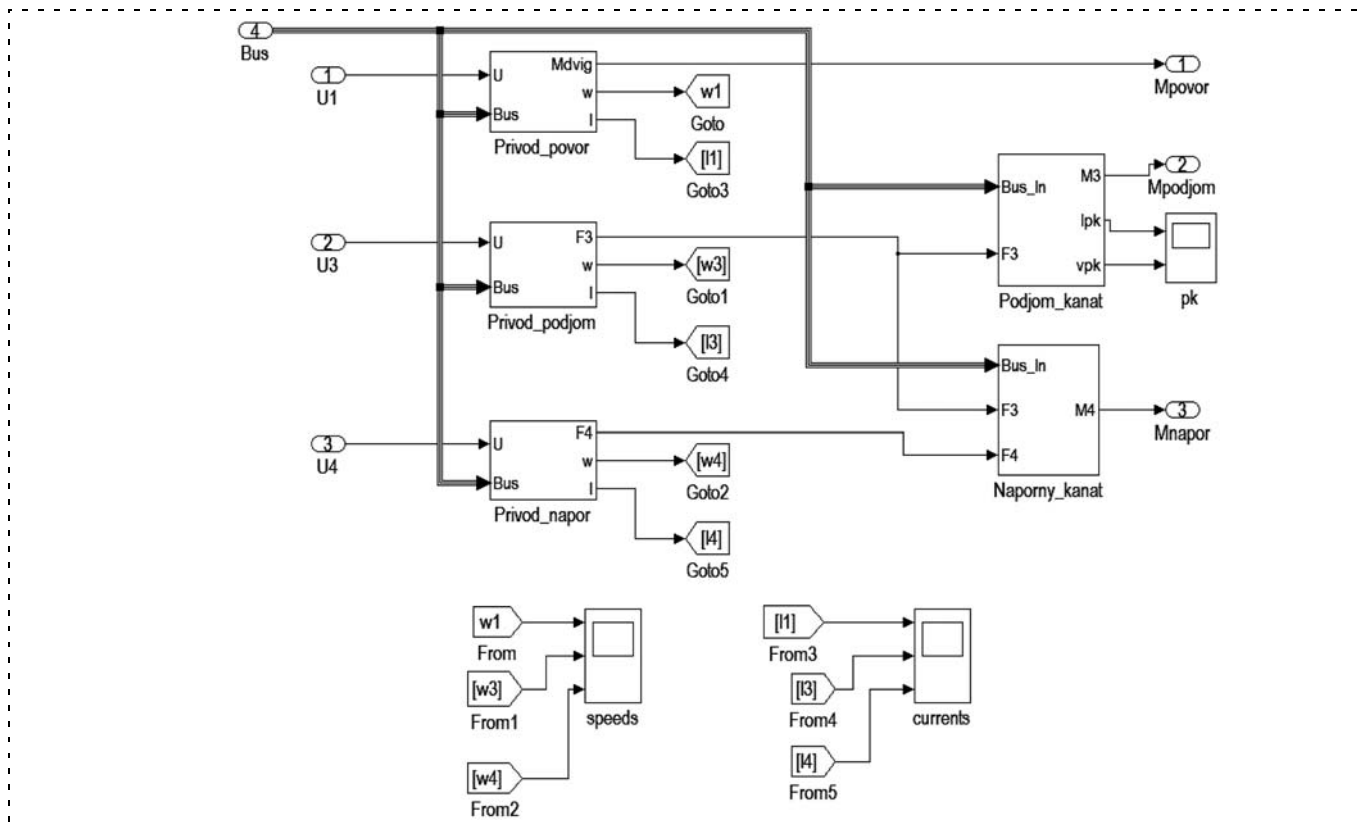 4
Bus
1
U1
U
Bus
Mdvig
w
I
Privod_povor
w1
Goto
[I1]
Goto3
1
Mpovor
2
U3
U
Bus
F3
w
I
Privod_podjom
[w3]
Goto1
[I3]
Goto4
Bus_In
F3
M3
lpk
vpk
Podjom_kanat
2
Mpodjom
pk
3
U4
U
Bus
F4
w
I
Privod_napor
[w4]
Goto2
[I4]
Goto5
Bus_In
F3
F4
M4
Naporny_kanat
3
Mnapor
w1
From
[w3]
From1
[w4]
From2
speeds
[I1]
From3
[I3]
From4
[I4]
From5
currents